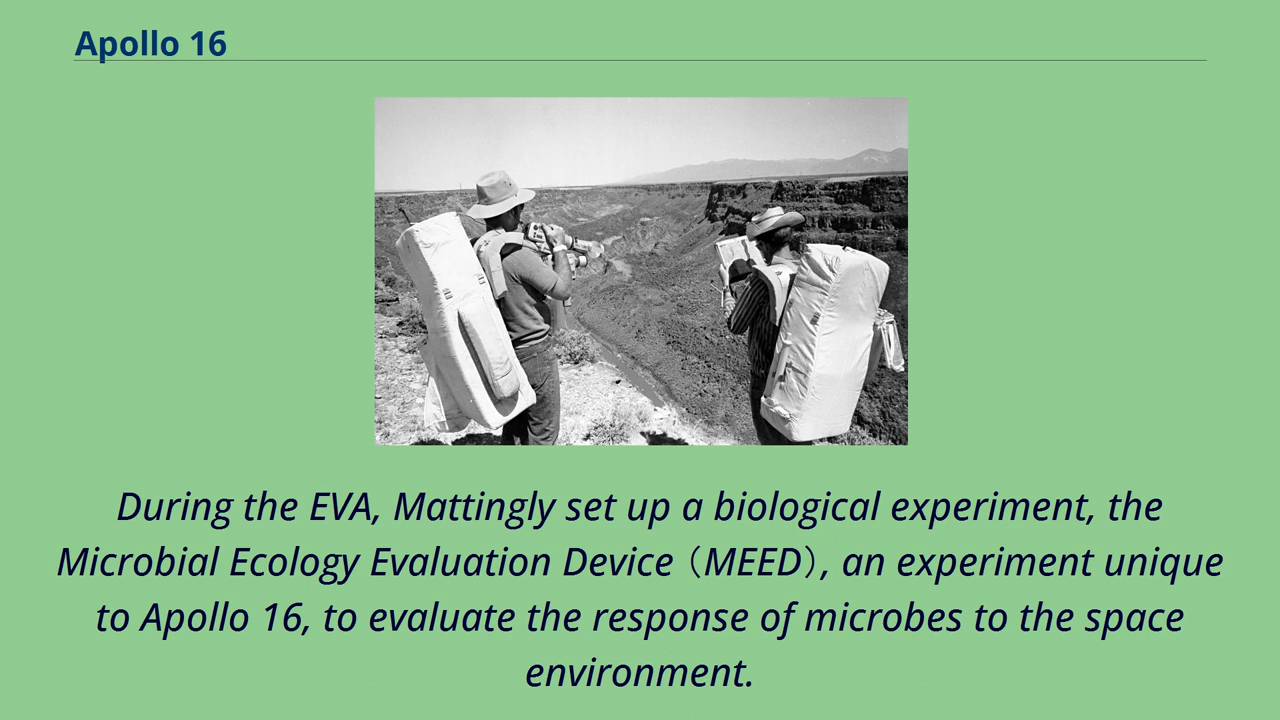 Apollo 16
During the EVA, Mattingly set up a biological experiment, the
Microbial Ecology Evaluation Device（MEED）, an experiment unique
to Apollo 16, to evaluate the response of microbes to the space
environment.